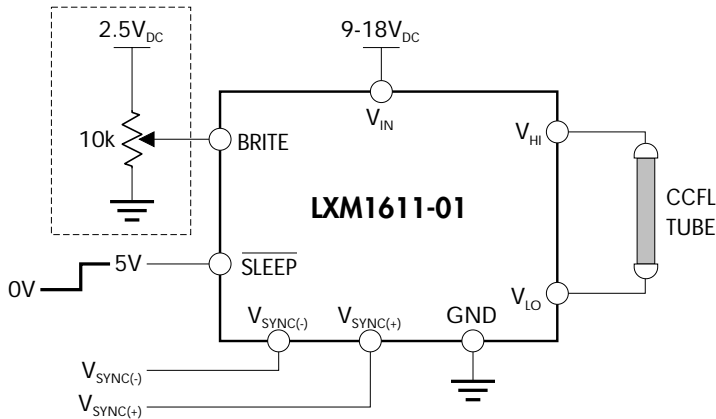 2.5VDC
9-18VDC
10k
BRITE
VIN
VHI
LXM1611-01
CCFL
TUBE
0V
5V
SLEEP
VLO
VSYNC(-)
VSYNC(+)
GND
VSYNC(-)
VSYNC(+)